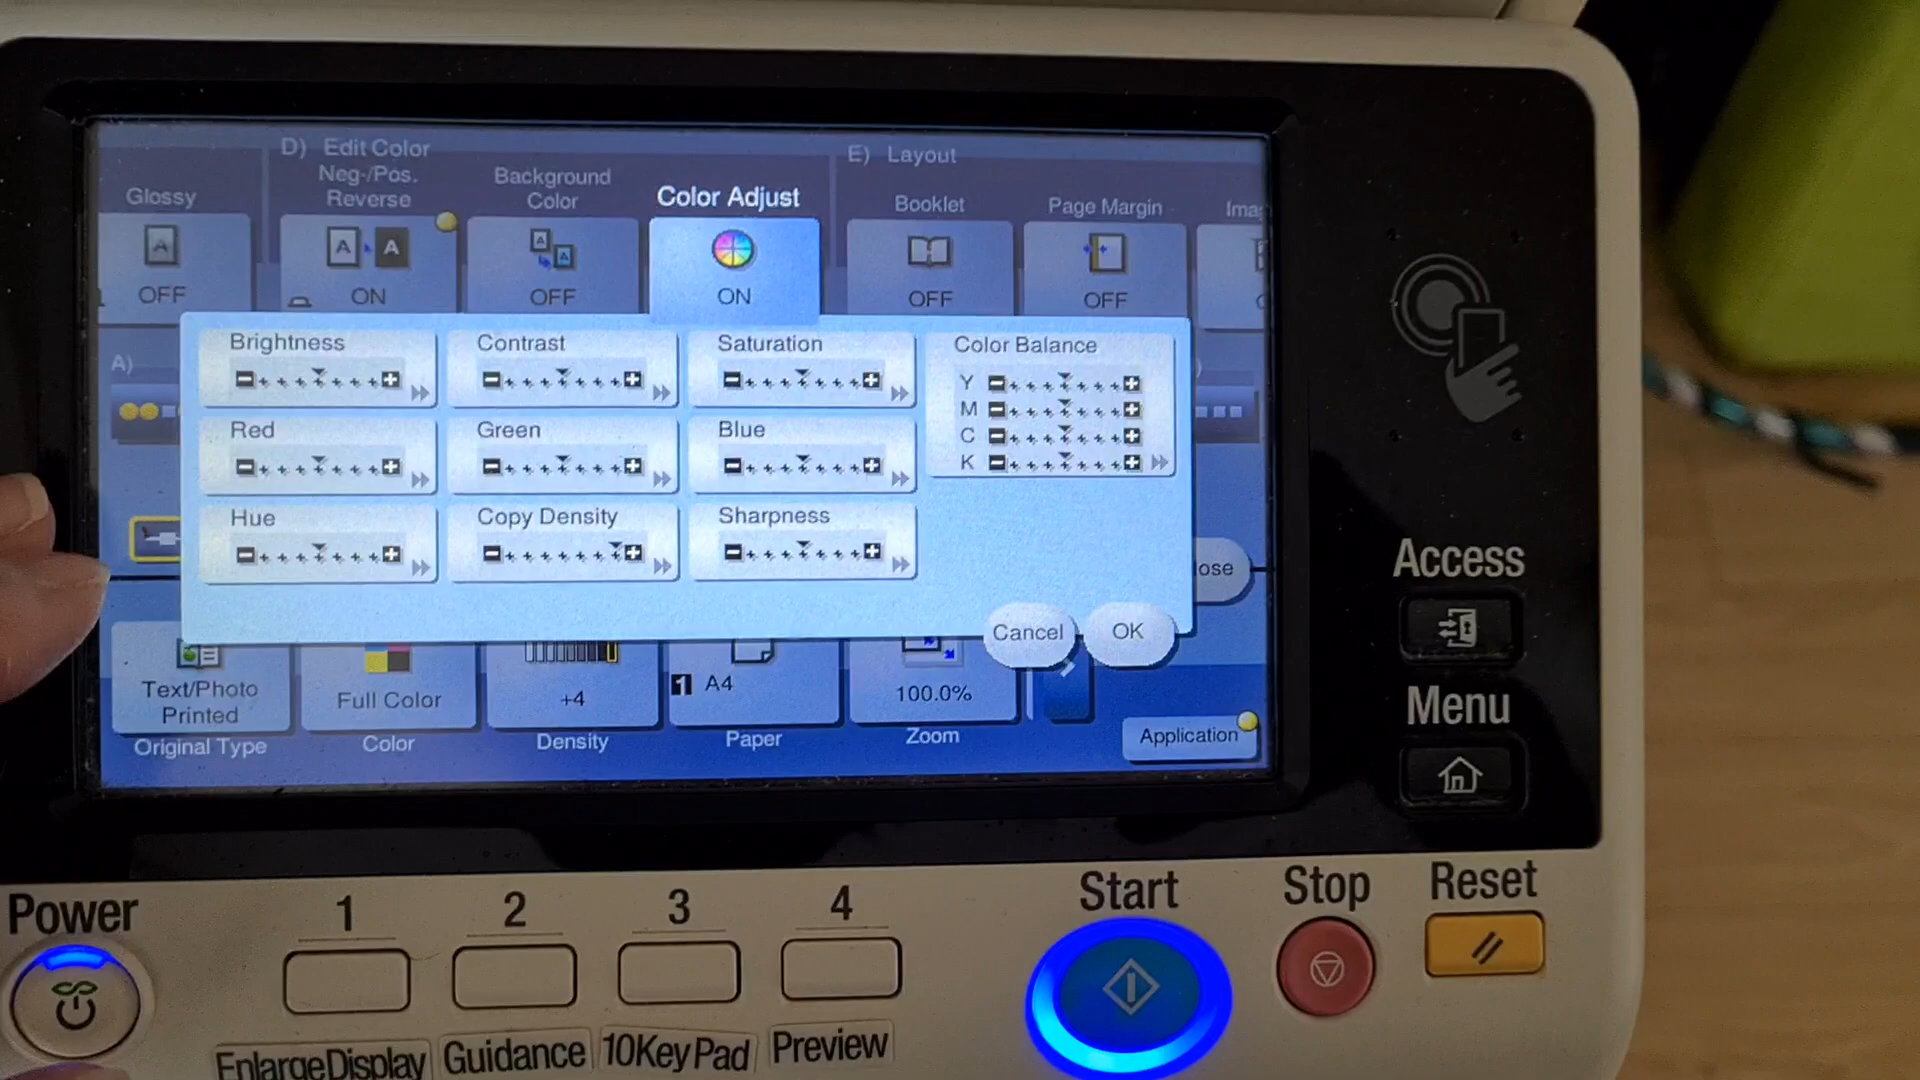 D) Edit Color
E) Layout
Glossy
Neg-/Pos.
Reverse
Background
Color
Color Adjust
Booklet
Page Margin
OFF
ON
OFF
ON
OFF
OFF
Brightness
Contrast
Saturation
Color Balance
A)
Y
M
C
K
Red
Green
Blue
Hue
Copy Density
Sharpness
Cancel
OK
Text/Photo
Printed
Full Color
+4
1 A4
100.0%
Original Type
Color
Density
Paper
Zoom
Application
Access
Menu
Power
1
2
3
4
Start
Stop
Reset
EnlargeDisplay
Guidance
10KeyPad
Preview